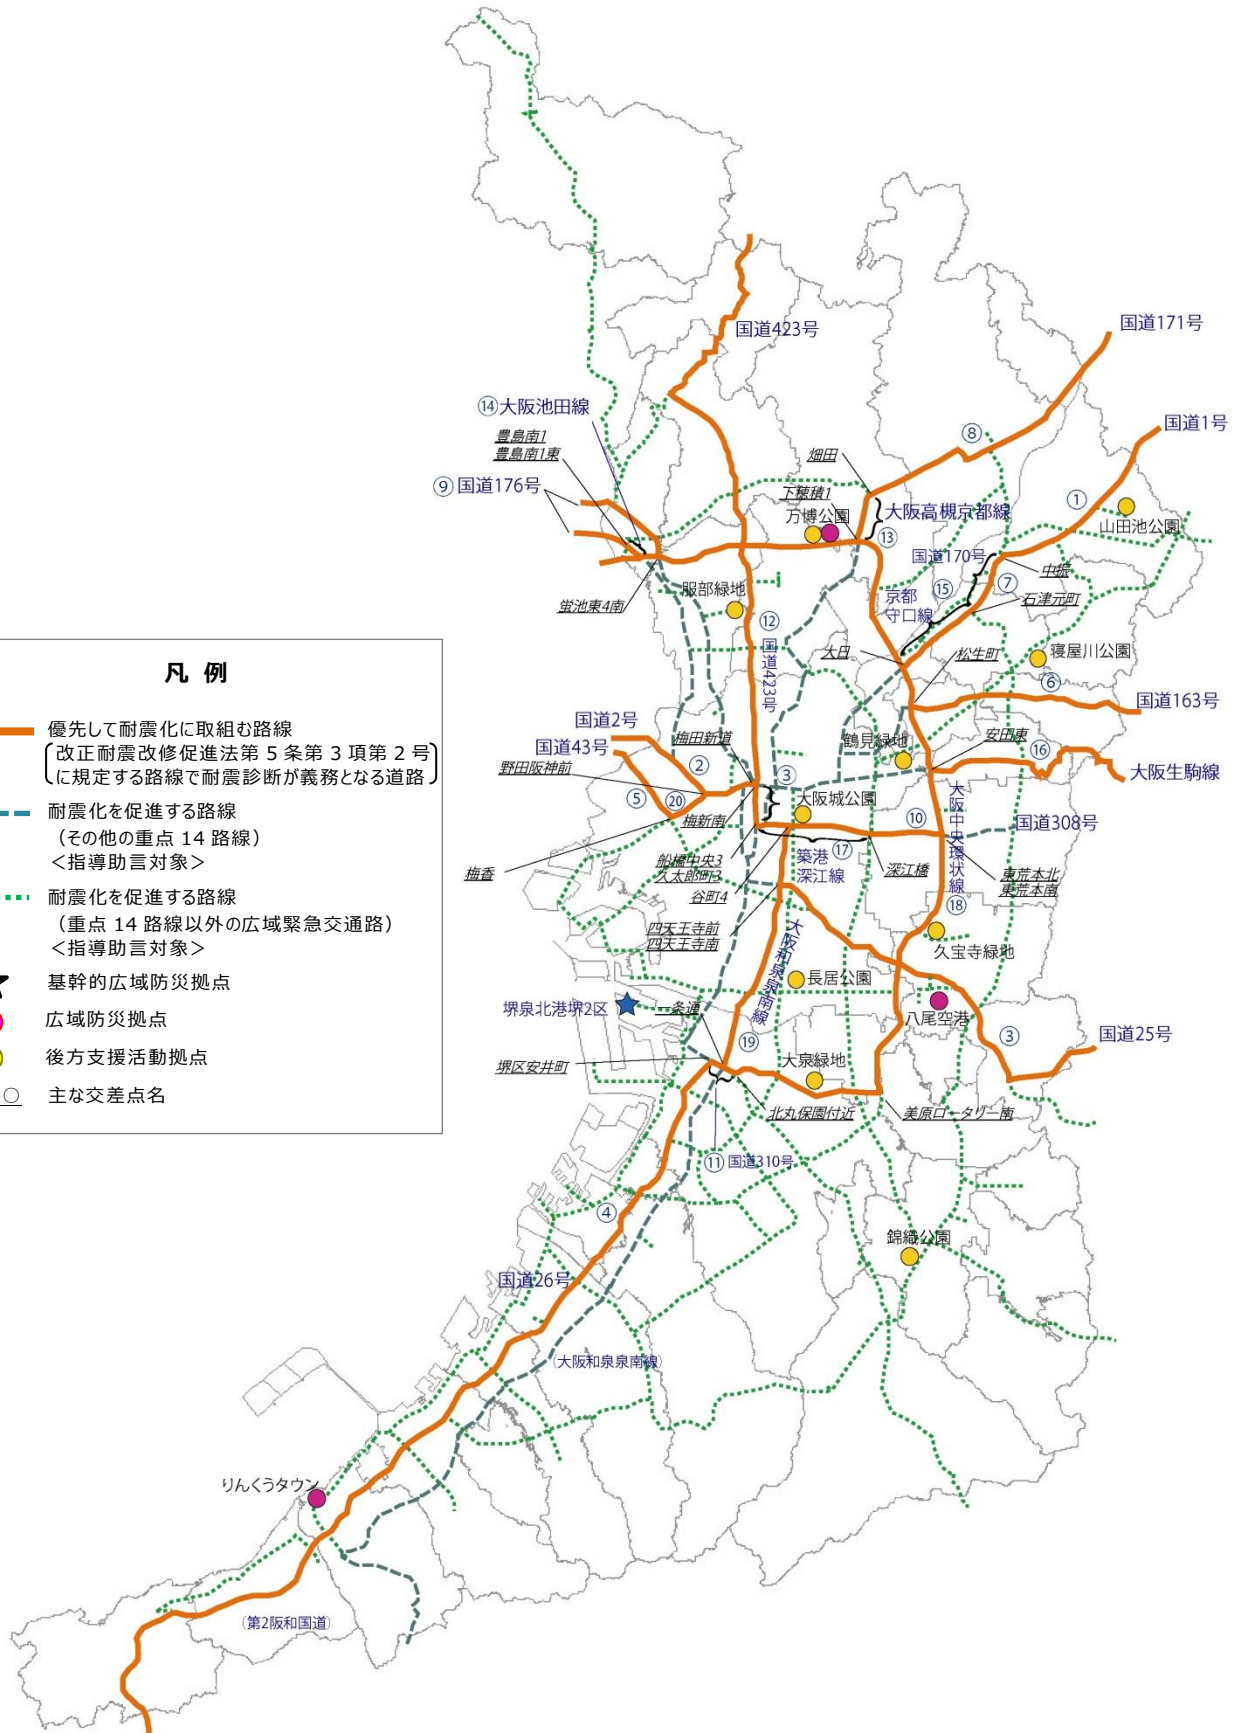 国道423号
国道171号
⑭大阪池田線
国道1号
豊島南1
豊島南1東
⑧
畑田
⑨国道176号
下穂積1
①
万博公園
大阪高槻京都線
⑬
山田池公園
国道170号
中振
⑦
服部緑地
⑮
京都
守口線
石津元町
蛍池東4南
⑫
国道423号
大日
松生町
寝屋川公園
⑥
国道163号
国道2号
国道43号
梅田新道
鶴見緑地
安田東
⑯
野田阪神前
②
③
大阪生駒線
⑤
⑳
大阪城公園
梅新南
⑩
大阪中央環状線
国道308号
船橋中央3
久太郎町3
⑰
築港
深江線
深江橋
東荒本北
東荒本南
梅香
谷町4
⑱
四天王寺前
四天王寺南
大阪和泉泉南線
久宝寺緑地
長居公園
堺泉北港堺2区
一条通
八尾空港
③
国道25号
⑲
堺区安井町
大泉緑地
北丸保園付近
美原ロータリー南
⑪国道310号
④
錦織公園
国道26号
(大阪和泉泉南線)
りんくうタウン
(第2阪和国道)
凡 例
優先して耐震化に取組む路線
改正耐震改修促進法第5条第3項第2号
に規定する路線で耐震診断が義務となる道路
耐震化を促進する路線
(その他の重点14路線)
<指導助言対象>
耐震化を促進する路線
(重点14路線以外の広域緊急交通路)
<指導助言対象>
基幹的広域防災拠点
広域防災拠点
後方支援活動拠点
○ 主な交差点名